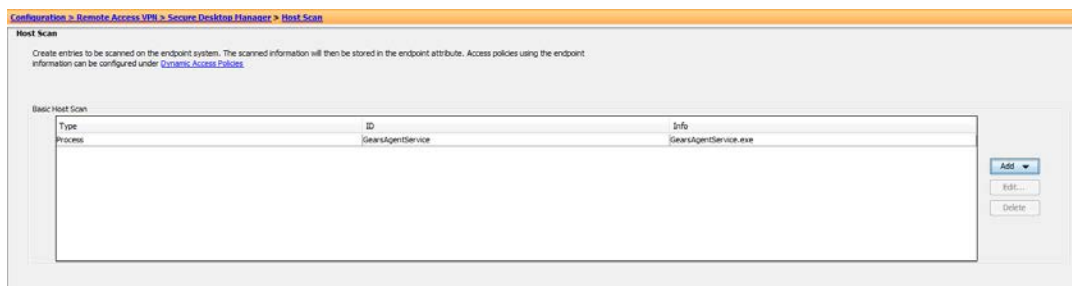 Configuration > Remote Access VPN > Secure Desktop Manager > Host Scan
Host Scan
Create entries to be scanned on the endpoint system. The scanned information will then be stored in the endpoint attribute. Access policies using the endpoint
information can be configured under Dynamic Access Policies
Basic Host Scan
Type ID Info
Process GearsAgentService GearsAgentService.exe
Add
Edit...
Delete